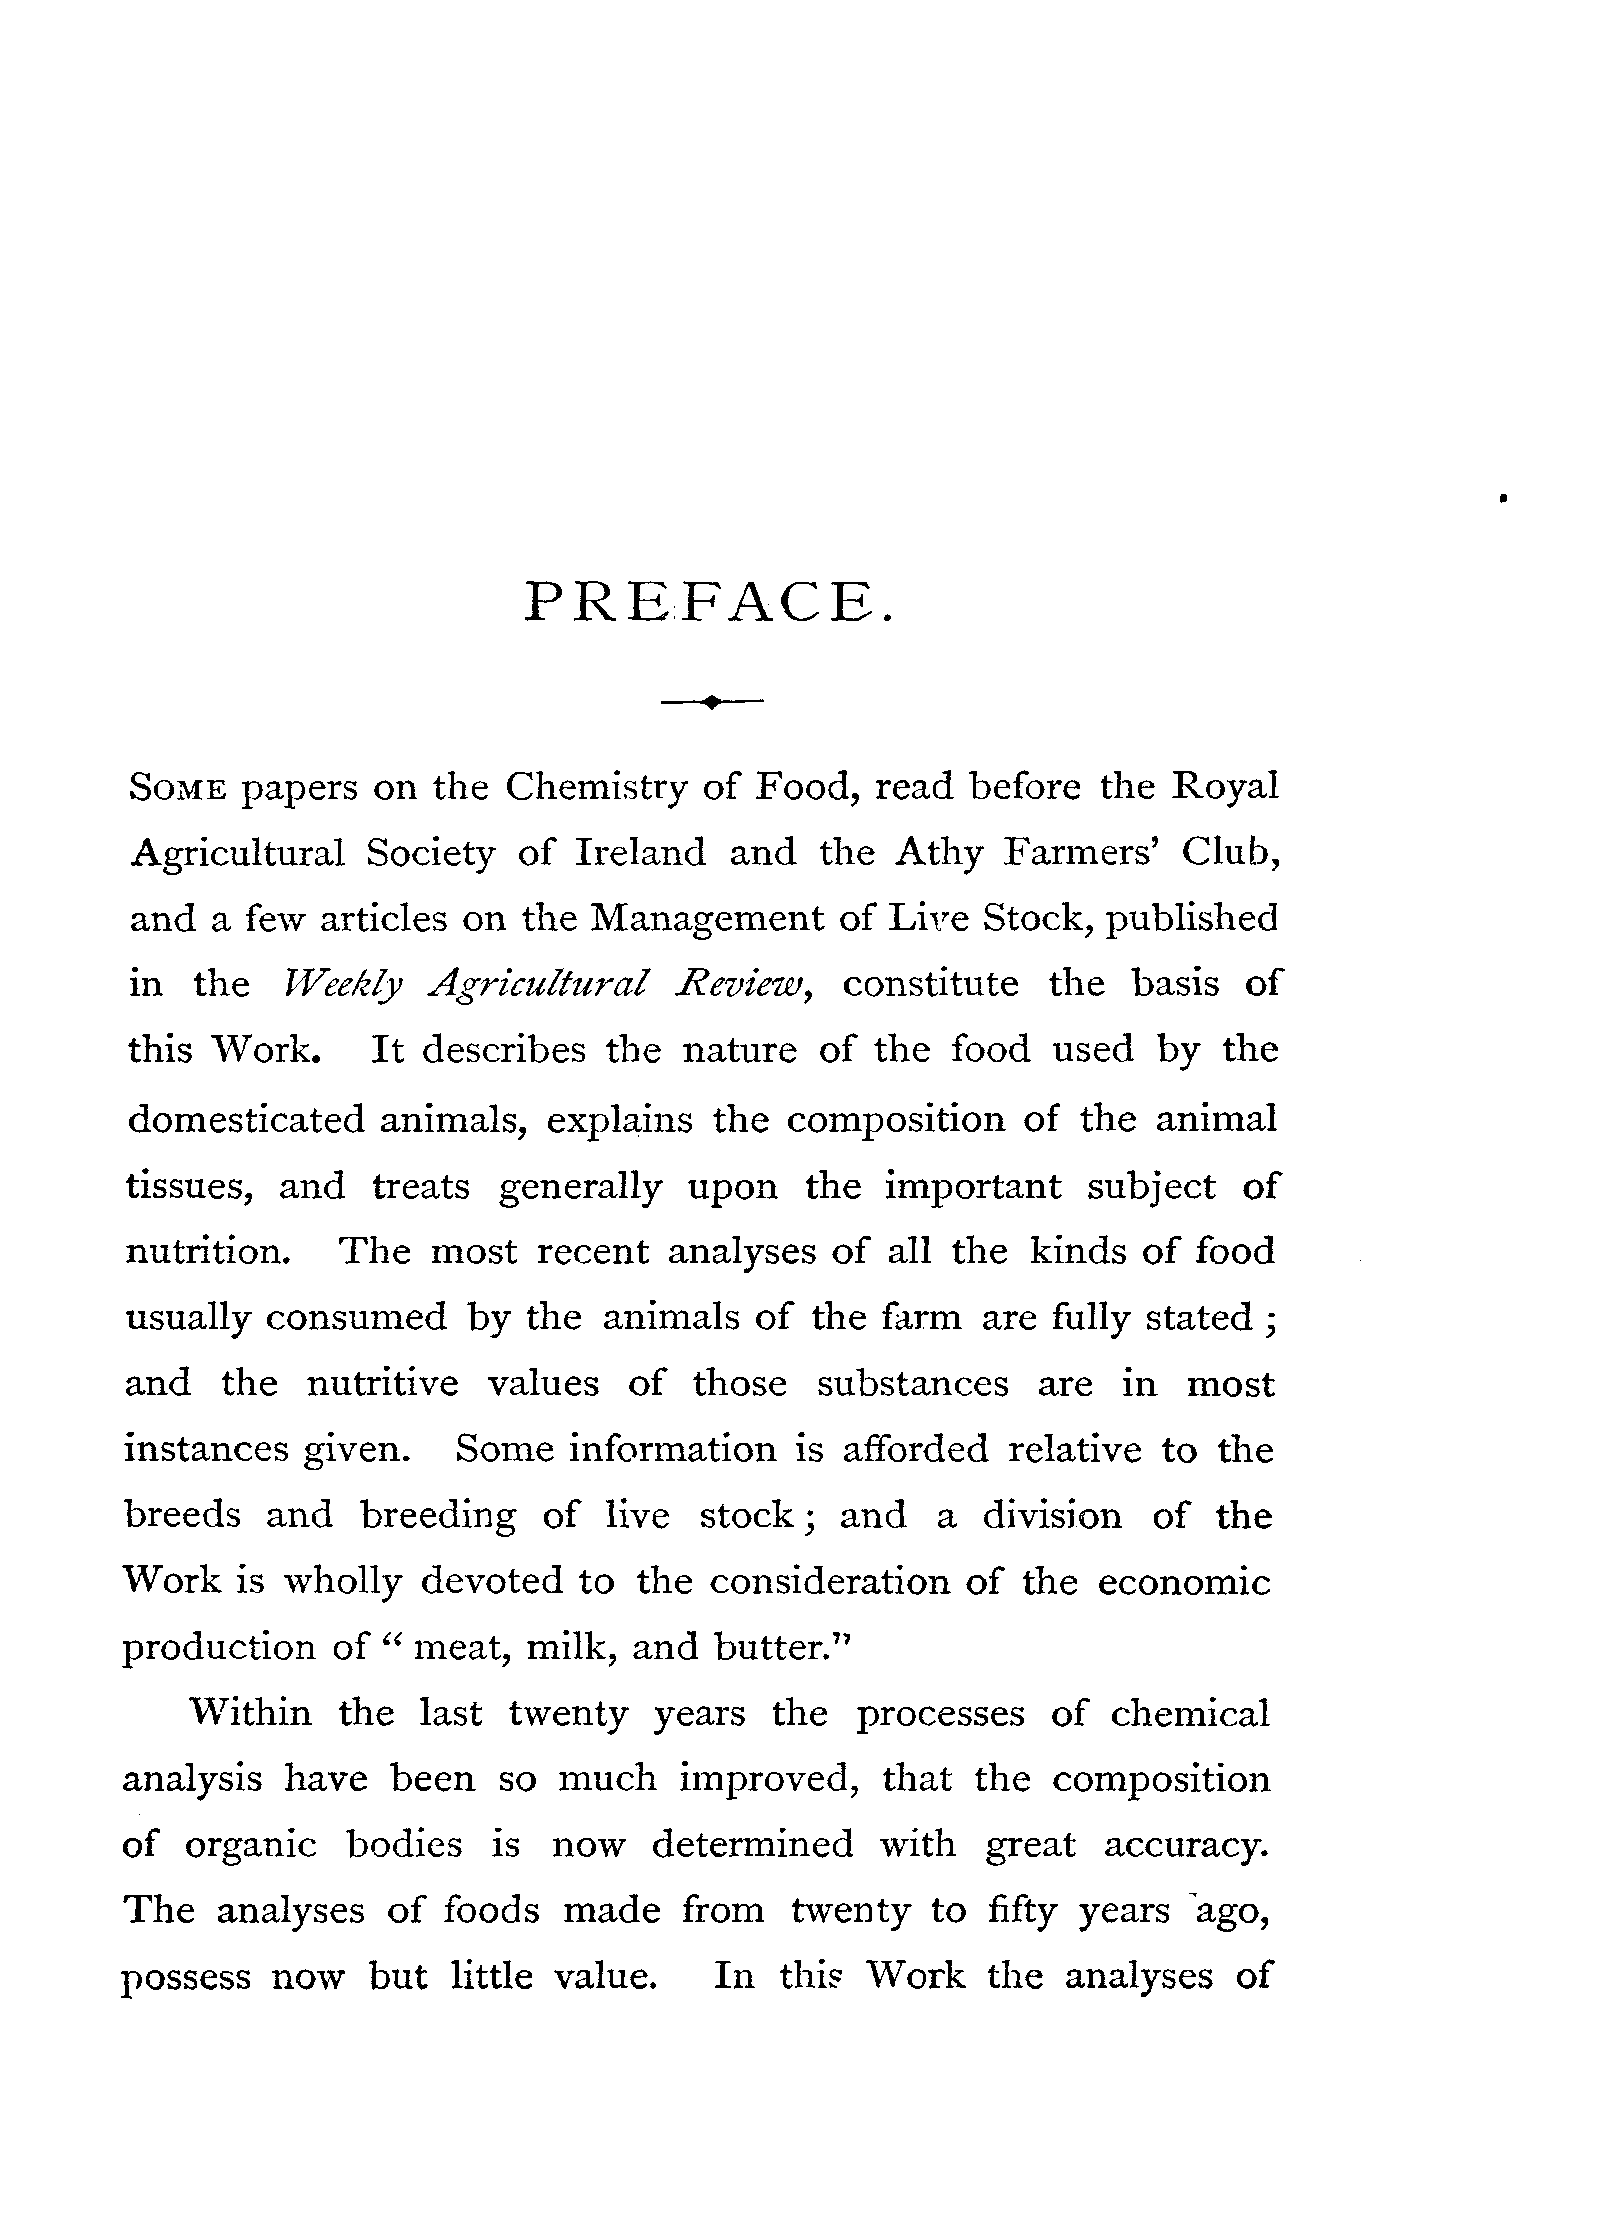 PREFACE.
SOME papers on the Chemistry of Food, read before the Royal
Agricultural Society of Ireland and the Athy Farmers' Club,
and a few articles on the Management of Live Stock, published
in the Weekly Agricultural Review, constitute the basis of
this Work. It describes the nature of the food used by the
domesticated animals, explains the composition of the animal
tissues, and treats generally upon the important subject of
nutrition. The most recent analyses of all the kinds of food
usually consumed by the animals of the farm are fully stated ;
and the nutritive values of those substances are in most
instances given. Some information is afforded relative to the
breeds and breeding of live stock ; and a division of the
Work is wholly devoted to the consideration of the economic
production of “ meat, milk, and butter.”
Within the last twenty years the processes of chemical
analysis have been so much improved, that the composition
of organic bodies is now determined with great accuracy.
The analyses of foods made from twenty to fifty years ago,
possess now but little value. In this Work the analyses of